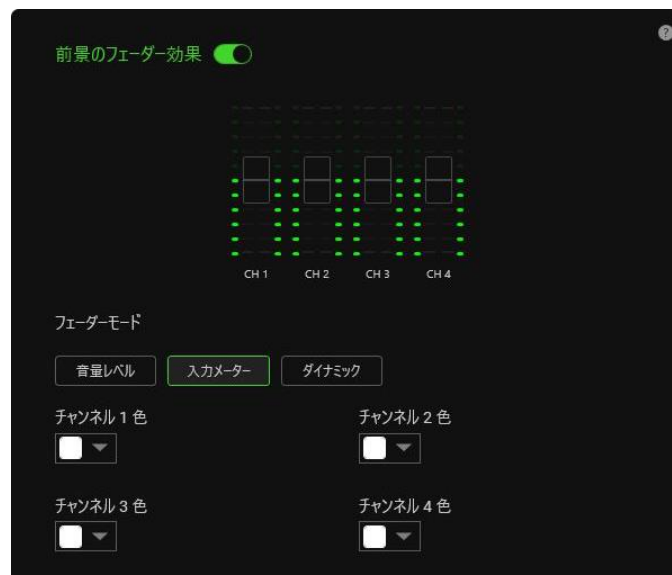 前景のフェーダー効果
?
CH 1 CH 2 CH 3 CH 4
フェーダーモード
音量レベル 入力メーター ダイナミック
チャンネル 1 色 チャンネル 2 色
チャンネル 3 色 チャンネル 4 色